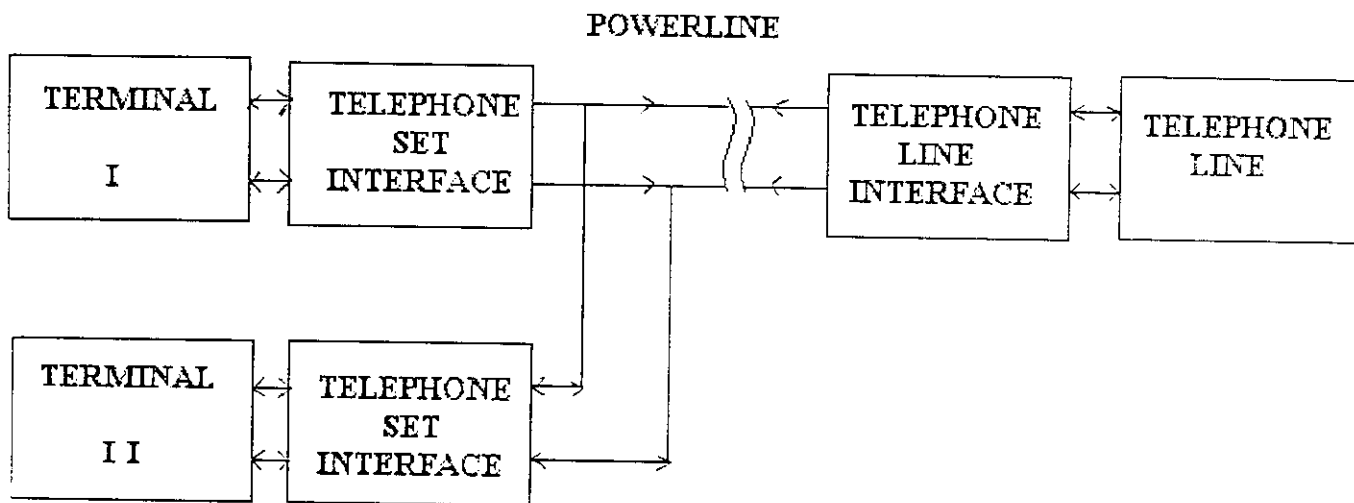 POWERLINE
TERMINAL
I
TELEPHONE
SET
INTERFACE
TELEPHONE
LINE
INTERFACE
TELEPHONE
LINE
TERMINAL
I I
TELEPHONE
SET
INTERFACE